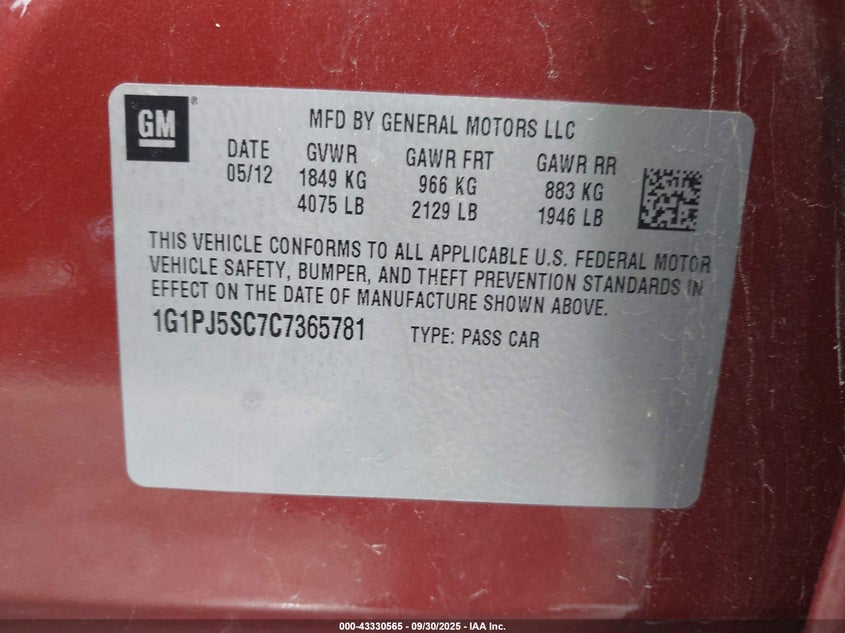 GM®
MFD BY GENERAL MOTORS LLC
DATE GVWR GAWR FRT GAWR RR
05/12 1849 KG 966 KG 883 KG
4075 LB 2129 LB 1946 LB
THIS VEHICLE CONFORMS TO ALL APPLICABLE U.S. FEDERAL MOTOR
VEHICLE SAFETY, BUMPER, AND THEFT PREVENTION STANDARDS IN
EFFECT ON THE DATE OF MANUFACTURE SHOWN ABOVE.
1G1PJ5SC7C7365781 TYPE: PASS CAR
000-43330565 - 09/30/2025 - IAA Inc.